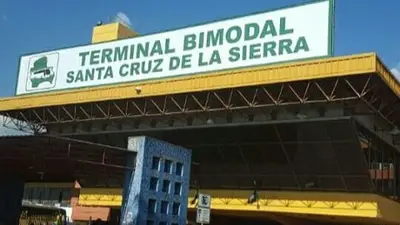 TERMINAL BIMODAL
SANTA CRUZ DE LA SIERRA